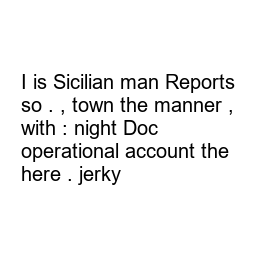 I is Sicilian man Reports
so . , town the manner ,
with : night Doc
operational account the
here . jerky